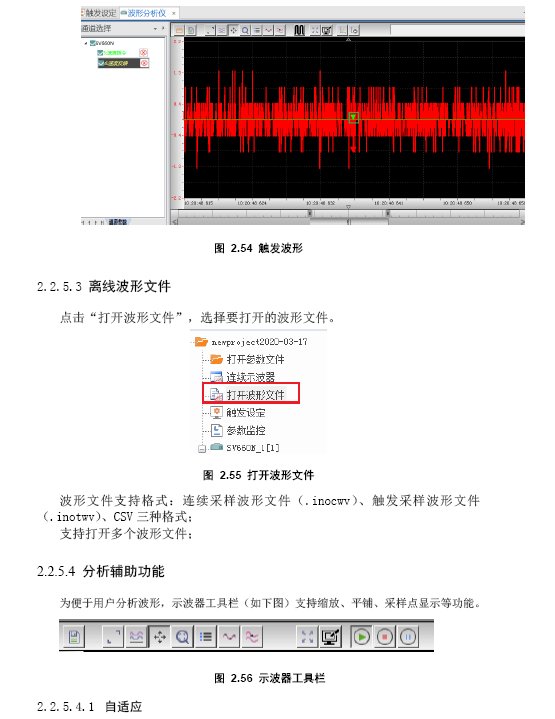 触发设定 波形分析仪 ×
通道选择
SV660N
图 2.54 触发波形
2.2.5.3 离线波形文件
点击“打开波形文件”，选择要打开的波形文件。
newproject2020-03-17
打开参数文件
连续示波器
打开波形文件
触发设定
参数监控
SV660N_1[1]
图 2.55 打开波形文件
波形文件支持格式：连续采样波形文件（.inocwv）、触发采样波形文件
（.inotwv）、CSV 三种格式；
支持打开多个波形文件；
2.2.5.4 分析辅助功能
为便于用户分析波形，示波器工具栏（如下图）支持缩放、平铺、采样点显示等功能。
图 2.56 示波器工具栏
2.2.5.4.1 自适应